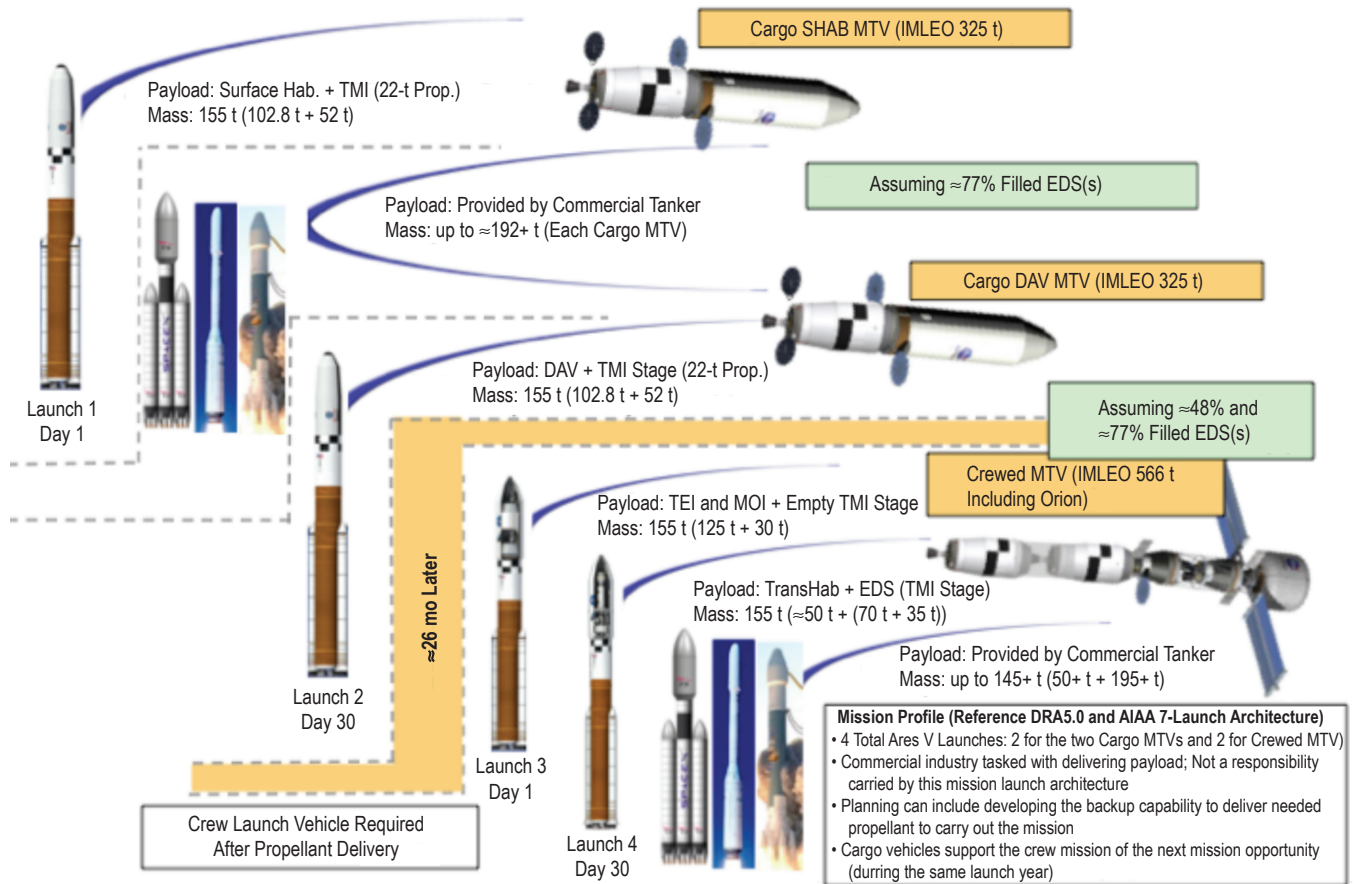 Cargo SHAB MTV (IMLEO 325 t)
Payload: Surface Hab. + TMI (22-t Prop.)
Mass: 155 t (102.8 t + 52 t)
Assuming ≈77% Filled EDS(s)
Payload: Provided by Commercial Tanker
Mass: up to ≈192+ t (Each Cargo MTV)
SPACEX
Cargo DAV MTV (IMLEO 325 t)
Launch 1
Day 1
Payload: DAV + TMI Stage (22-t Prop.)
Mass: 155 t (102.8 t + 52 t)
Assuming ≈48% and
≈77% Filled EDS(s)
Crewed MTV (IMLEO 566 t
Including Orion)
Payload: TEI and MOI + Empty TMI Stage
Mass: 155 t (125 t + 30 t)
≈26 mo Later
Payload: TransHab + EDS (TMI Stage)
Mass: 155 t (≈50 t + (70 t + 35 t))
Payload: Provided by Commercial Tanker
Mass: up to 145+ t (50+ t + 195+ t)
SPACEX
Launch 2
Day 30
Launch 3
Day 1
Launch 4
Day 30
Crew Launch Vehicle Required
After Propellant Delivery
Mission Profile (Reference DRA5.0 and AIAA 7-Launch Architecture)
• 4 Total Ares V Launches: 2 for the two Cargo MTVs and 2 for Crewed MTV)
• Commercial industry tasked with delivering payload; Not a responsibility
carried by this mission launch architecture
• Planning can include developing the backup capability to deliver needed
propellant to carry out the mission
• Cargo vehicles support the crew mission of the next mission opportunity
(durring the same launch year)